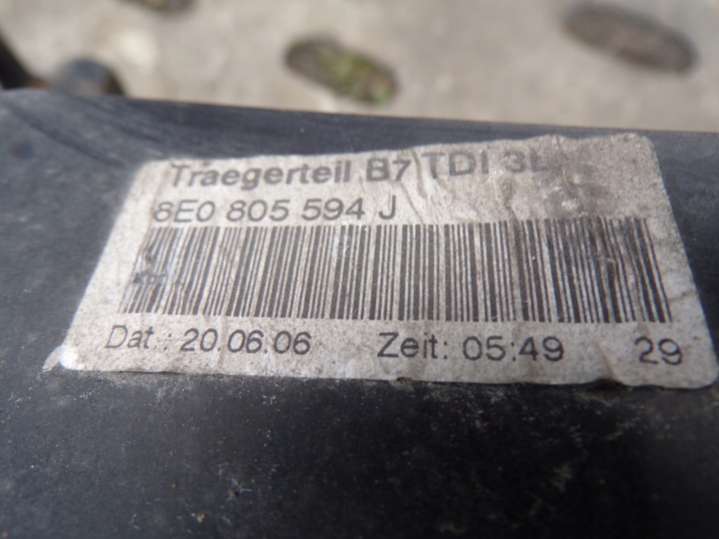 Traegerteil B7 TDI 3L
8E0 805 594 J
Dat.: 20.06.06 Zeit: 05:49 29